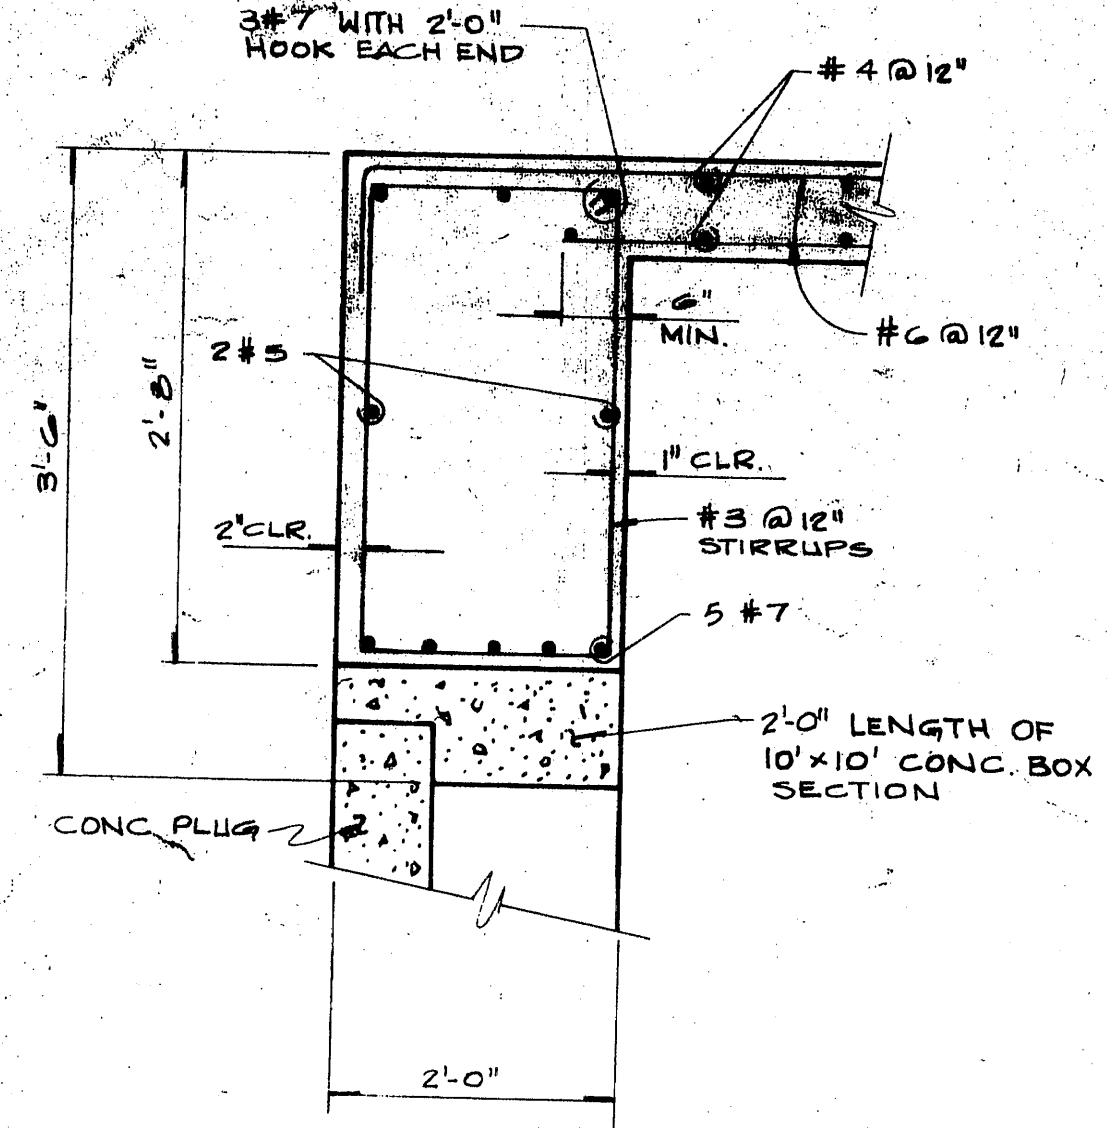 3#7 WITH 2'-0"
HOOK EACH END
#4 @ 12"
6"
MIN.
#6 @ 12"
2 #5
3'-6"
2'-8"
1" CLR.
2" CLR.
#3 @ 12"
STIRRUPS
5 #7
2'-0" LENGTH OF
10' x 10' CONC. BOX
SECTION
CONC. PLUG
2'-0"